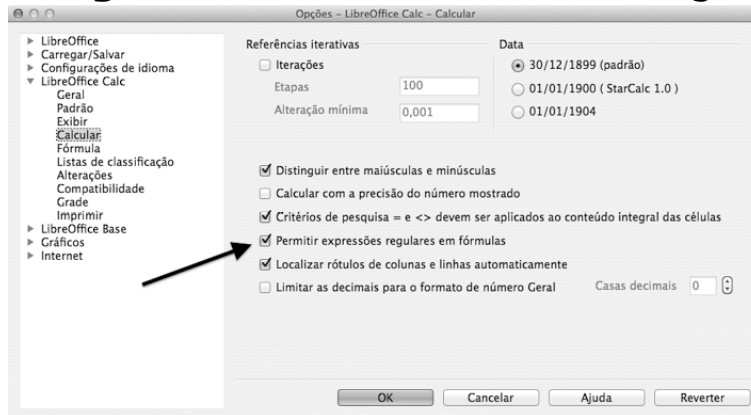 Opções – LibreOffice Calc – Calcular
LibreOffice
Carregar/Salvar
Configurações de idioma
LibreOffice Calc
Geral
Padrão
Exibir
Calcular
Fórmula
Listas de classificação
Alterações
Compatibilidade
Grade
Imprimir
LibreOffice Base
Gráficos
Internet
Referências iterativas
Iterações
Etapas 100
Alteração mínima 0,001
Data
30/12/1899 (padrão)
01/01/1900 ( StarCalc 1.0 )
01/01/1904
Distinguir entre maiúsculas e minúsculas
Calcular com a precisão do número mostrado
Critérios de pesquisa = e <> devem ser aplicados ao conteúdo integral das células
Permitir expressões regulares em fórmulas
Localizar rótulos de colunas e linhas automaticamente
Limitar as decimais para o formato de número Geral Casas decimais 0
OK Cancelar Ajuda Reverter